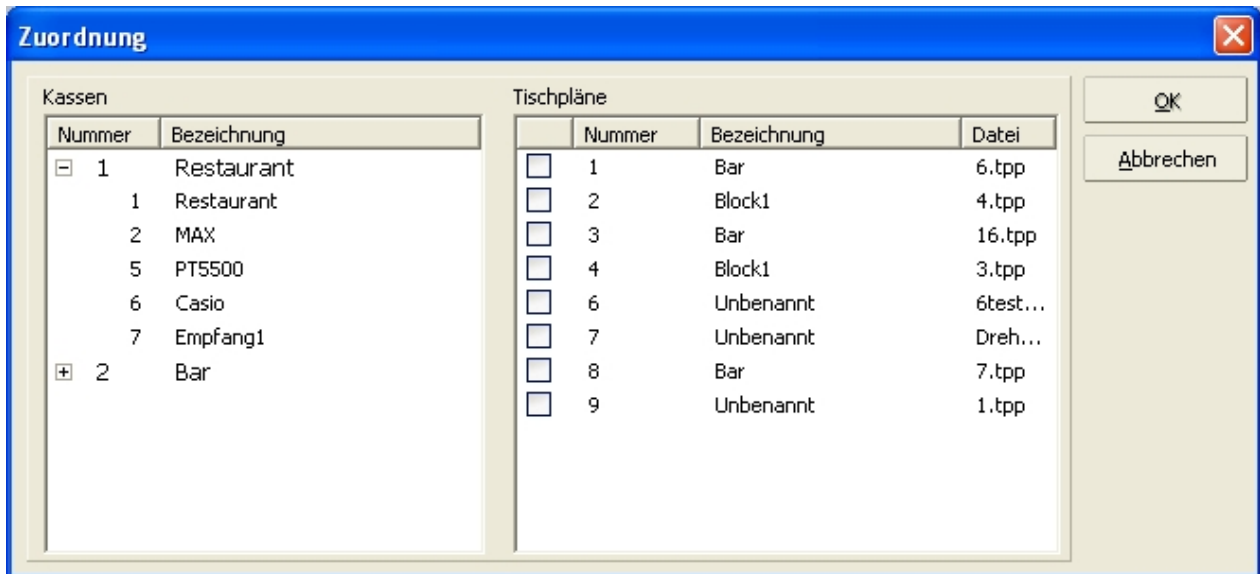 Zuordnung
Kassen
Nummer Bezeichnung
1 Restaurant
1 Restaurant
2 MAX
5 PT5500
6 Casio
7 Empfang1
2 Bar
Tischpläne
Nummer Bezeichnung Datei
1 Bar 6.tpp
2 Block1 4.tpp
3 Bar 16.tpp
4 Block1 3.tpp
6 Unbenannt 6test...
7 Unbenannt Dreh...
8 Bar 7.tpp
9 Unbenannt 1.tpp
OK
Abbrechen